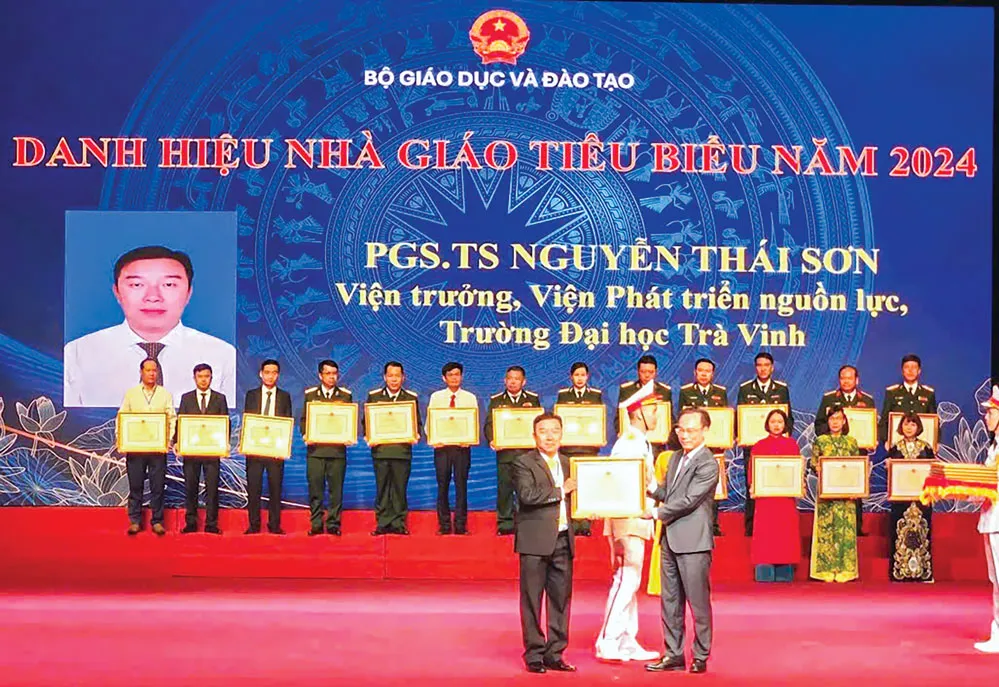 BỘ GIÁO DỤC VÀ ĐÀO TẠO
DANH HIỆU NHÀ GIÁO TIÊU BIỂU NĂM 2024
PGS.TS NGUYỄN THÁI SƠN
Viện trưởng, Viện Phát triển nguồn lực,
Trường Đại học Trà Vinh